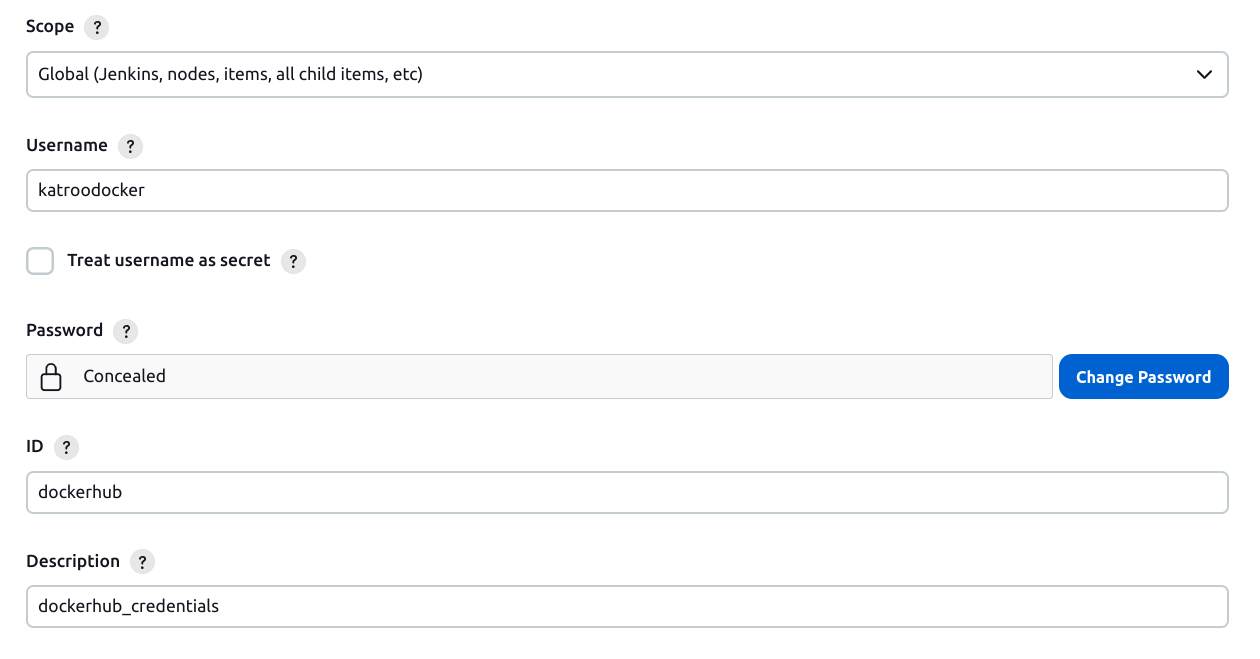 Scope ?
Global (Jenkins, nodes, items, all child items, etc)
Username ?
katroodocker
Treat username as secret ?
Password ?
Concealed
Change Password
ID ?
dockerhub
Description ?
dockerhub_credentials